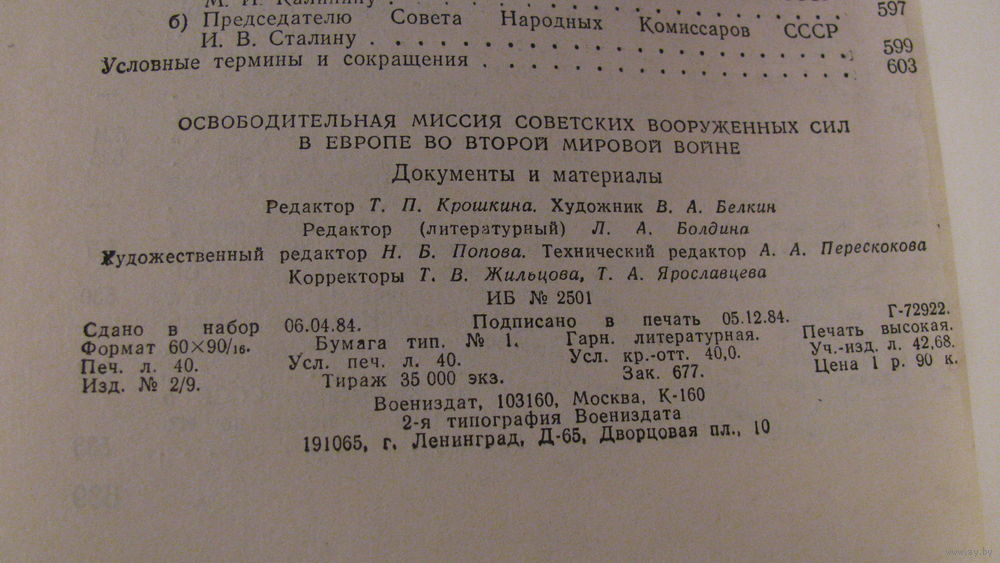 М. И. Калинину . 597
б) Председателю Совета Народных Комиссаров СССР
И. В. Сталину . . . . . . . . . . . . . . . . . . 599
Условные термины и сокращения . . . . . . . . . . . . . . 603
ОСВОБОДИТЕЛЬНАЯ МИССИЯ СОВЕТСКИХ ВООРУЖЕННЫХ СИЛ
В ЕВРОПЕ ВО ВТОРОЙ МИРОВОЙ ВОЙНЕ
Документы и материалы
Редактор Т. П. Крошкина. Художник В. А. Белкин
Редактор (литературный) Л. А. Болдина
Художественный редактор Н. Б. Попова. Технический редактор А. А. Перескокова
Корректоры Т. В. Жильцова, Т. А. Ярославцева
ИБ № 2501
Сдано в набор 06.04.84. Подписано в печать 05.12.84. Г-72922.
Формат 60×90/16. Бумага тип. № 1. Гарн. литературная. Печать высокая.
Печ. л. 40. Усл. печ. л. 40. Усл. кр.-отт. 40,0. Уч.-изд. л. 42,68.
Изд. № 2/9. Тираж 35 000 экз. Зак. 677. Цена 1 р. 90 к.
Воениздат, 103160, Москва, К-160
2-я типография Воениздата
191065, г. Ленинград, Д-65, Дворцовая пл., 10
www.ay.by